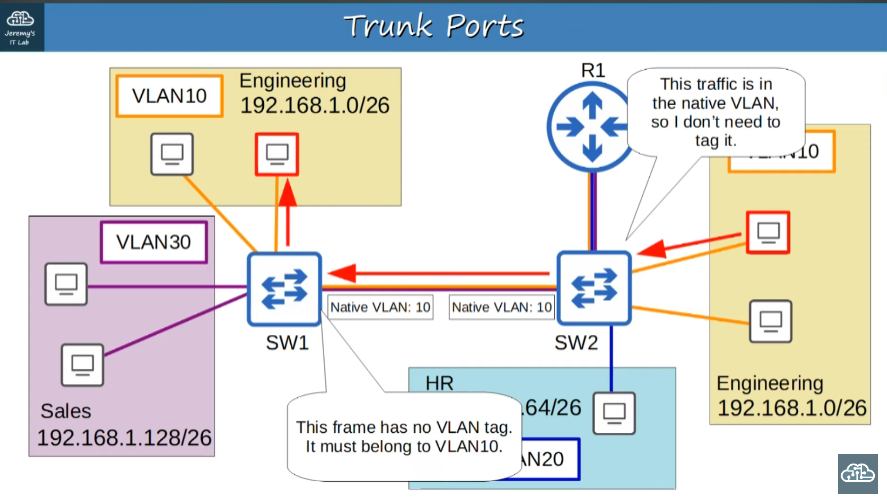 Jeremy's
IT Lab
Trunk Ports
VLAN10
Engineering
192.168.1.0/26
R1
This traffic is in
the native VLAN,
so I don't need to
tag it.
10
VLAN30
Native VLAN: 10
Native VLAN: 10
SW1
SW2
Sales
192.168.1.128/26
This frame has no VLAN tag.
It must belong to VLAN10.
HR
.64/26
AN20
Engineering
192.168.1.0/26